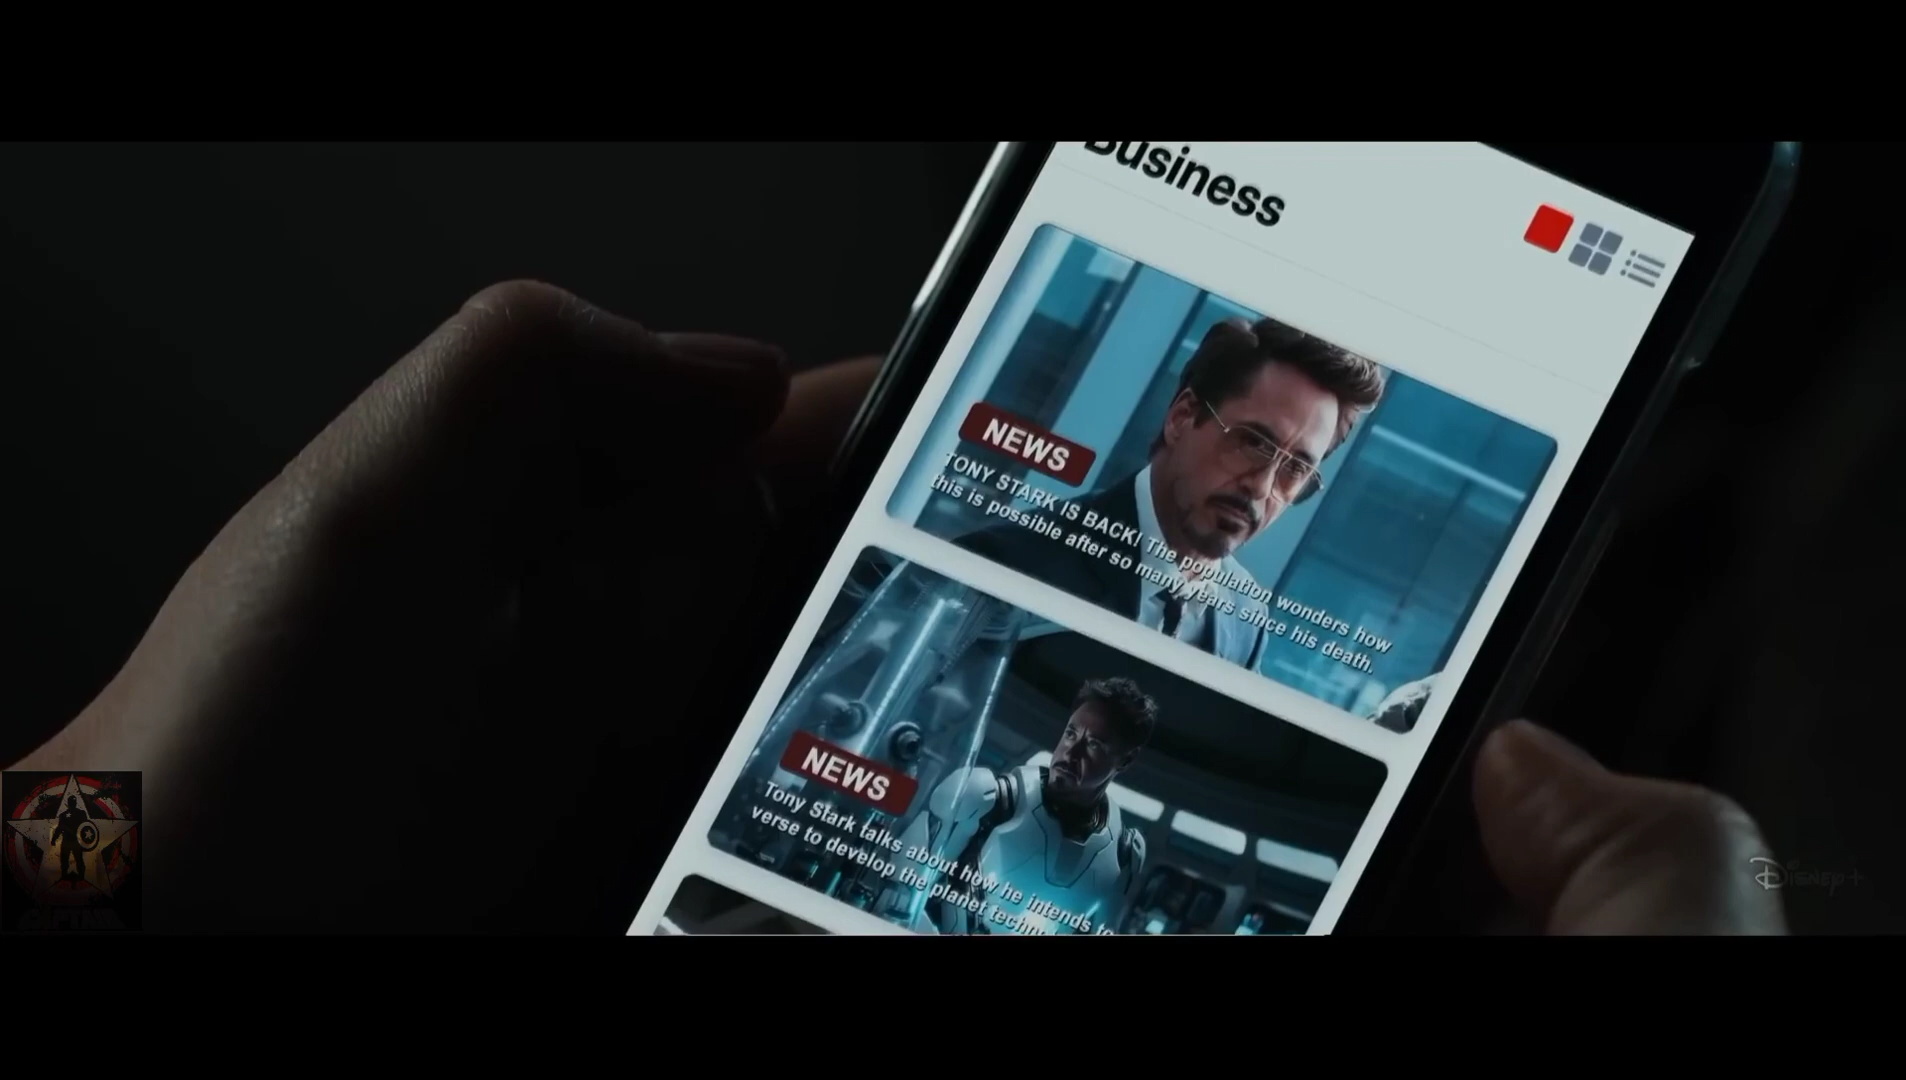 Business
NEWS
TONY STARK IS BACK! The population wonders how
this is possible after so many years since his death.
NEWS
Tony Stark talks about how he intends to
verse to develop the planet
Disney+